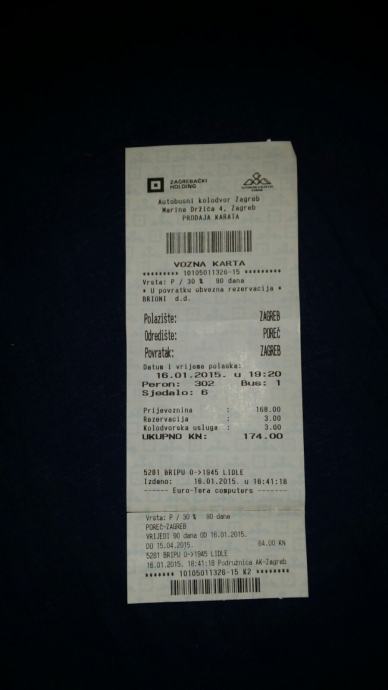 ZAGREBAČKI
HOLDING
Autobusni kolodvor Zagreb
Marina Držića 4, Zagreb
PRODAJA KARATA
VOZNA KARTA
********* 10105011326-15 *********
Vrsta: P / 30 % 90 dana
* U povratku obvezna rezervacija *
BRIONI d.d.
Polazište: ZAGREB
Odredište: POREČ
Povratak: ZAGREB
Datum i vrijeme polaska:
16.01.2015. u 19:20
Peron: 302 Bus: 1
Sjedalo: 6
Prijevoznina : 168.00
Rezervacija : 3.00
Kolodvorska usluga : 3.00
UKUPNO KN: 174.00
5281 BRIPU 0->1945 LIDLE
Izdano: 16.01.2015. u 16:41:18
------ Euro-Tera computers ------
Vrsta: P / 30 % 90 dana
POREČ-ZAGREB
VRIJEDI 90 dana OD 16.01.2015.
DO 15.04.2015. 84.00 KN
5281 BRIPU 0->1945 LIDLE
16.01.2015. 16:41:18 Podružnica AK-Zagreb
******* 10105011326-15 K2 ********